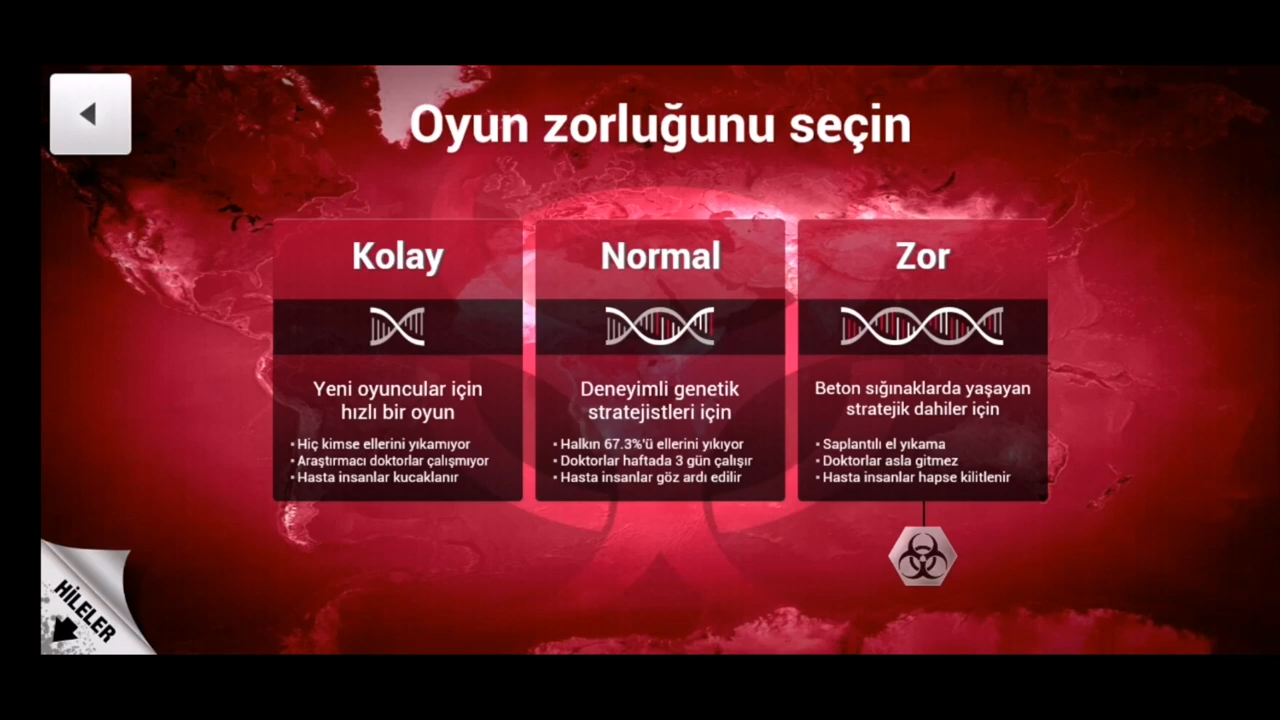 Oyun zorluğunu seçin
Kolay
Yeni oyuncular için
hızlı bir oyun
▪ Hiç kimse ellerini yıkamıyor
▪ Araştırmacı doktorlar çalışmıyor
▪ Hasta insanlar kucaklanır
Normal
Deneyimli genetik
stratejistleri için
▪ Halkın 67.3%'ü ellerini yıkıyor
▪ Doktorlar haftada 3 gün çalışır
▪ Hasta insanlar göz ardı edilir
Zor
Beton sığınaklarda yaşayan
stratejik dahiler için
▪ Saplantılı el yıkama
▪ Doktorlar asla gitmez
▪ Hasta insanlar hapse kilitlenir
HİLELER